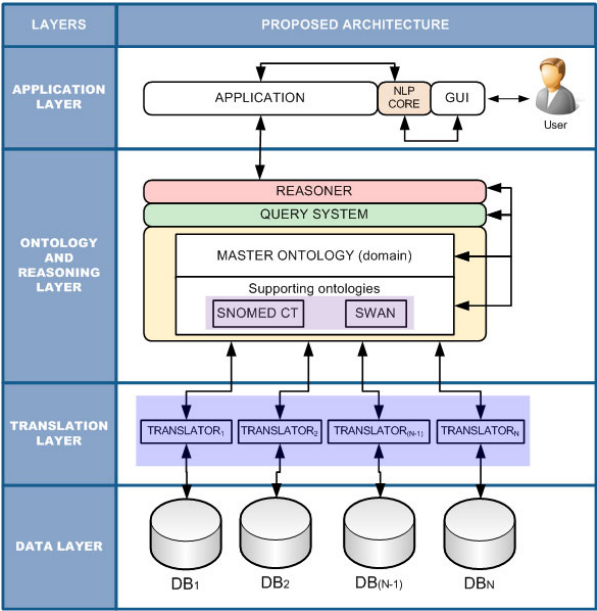 LAYERS
PROPOSED ARCHITECTURE
APPLICATION
LAYER
APPLICATION
NLP
CORE
GUI
User
ONTOLOGY
AND
REASONING
LAYER
REASONER
QUERY SYSTEM
MASTER ONTOLOGY (domain)
Supporting ontologies
SNOMED CT
SWAN
TRANSLATION
LAYER
TRANSLATOR1
TRANSLATOR2
TRANSLATOR(N-1)
TRANSLATORN
DATA LAYER
DB1
DB2
DB(N-1)
DBN